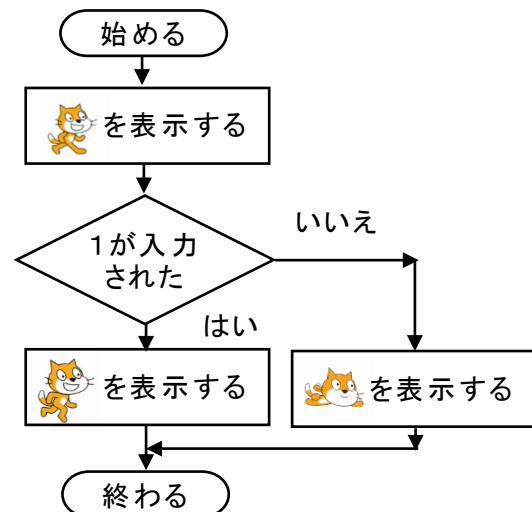 始める
を表示する
1が入力
された
いいえ
はい
を表示する
を表示する
終わる